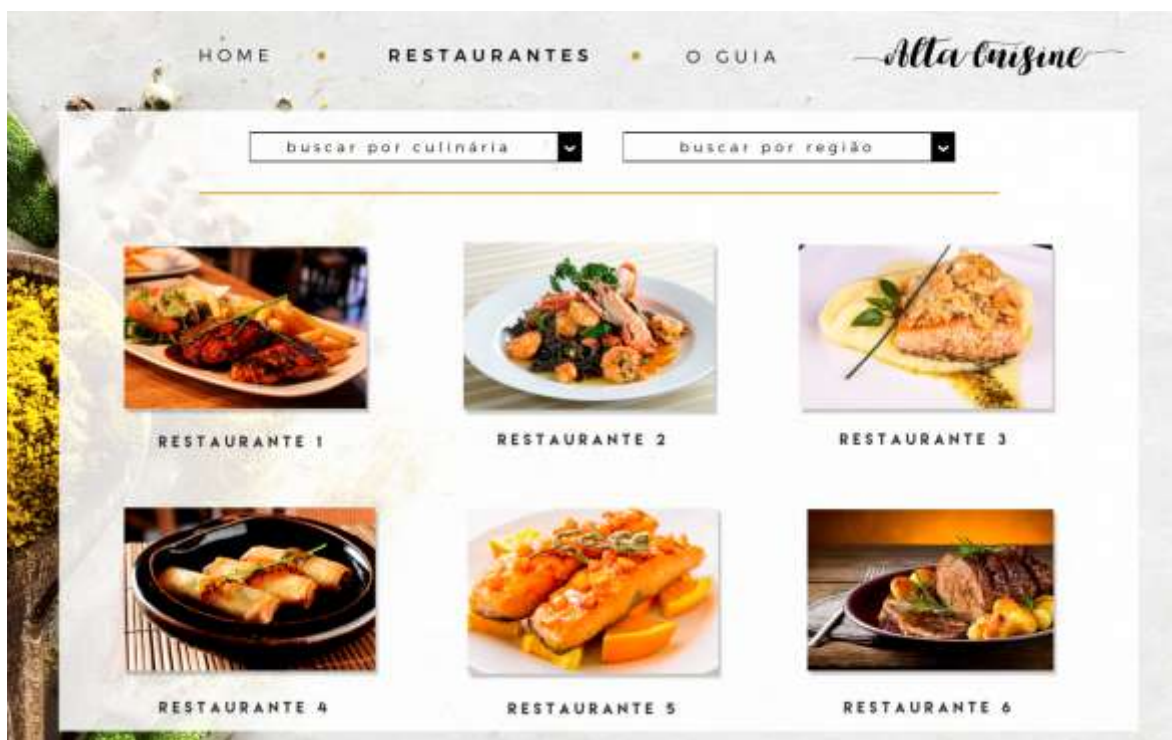 HOME • RESTAURANTES • O GUIA Alta Cuisine
buscar por culinária buscar por região
RESTAURANTE 1 RESTAURANTE 2 RESTAURANTE 3
RESTAURANTE 4 RESTAURANTE 5 RESTAURANTE 6